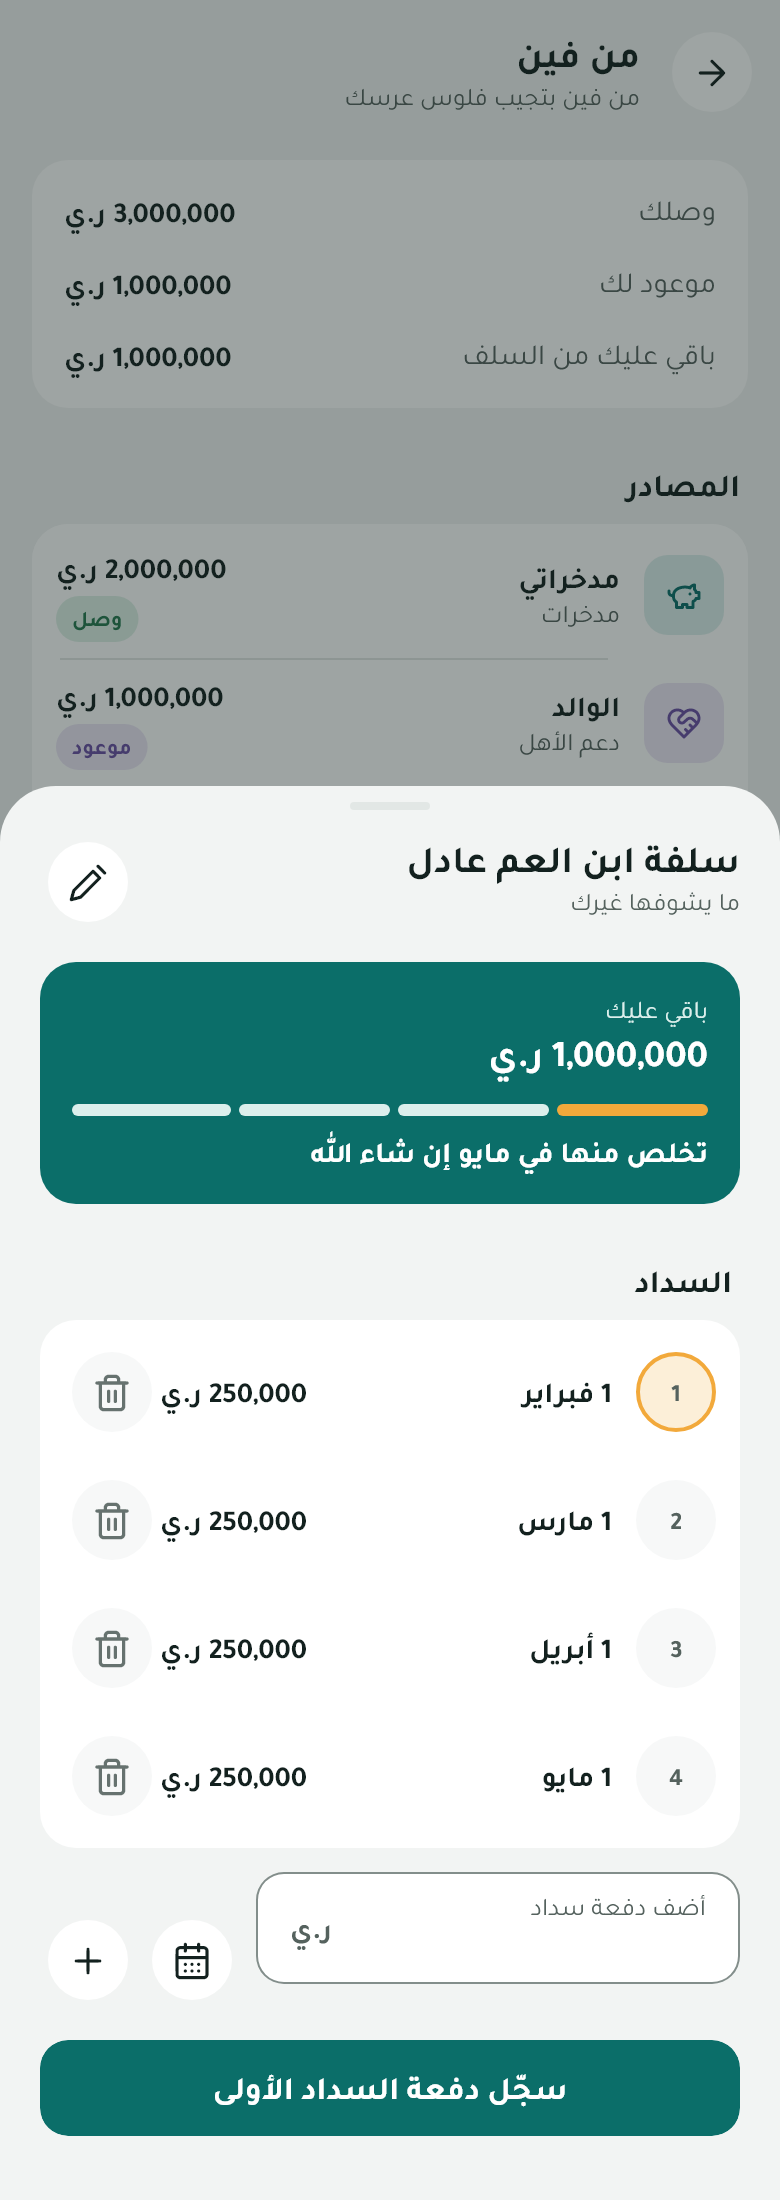 من فين
من فين بتجيب فلوس عرسك
وصلك 3,000,000 ر.ي
موعود لك 1,000,000 ر.ي
باقي عليك من السلف 1,000,000 ر.ي
المصادر
مدخراتي 2,000,000 ر.ي
مدخرات وصل
الوالد 1,000,000 ر.ي
دعم الأهل موعود
سلفة ابن العم عادل
ما يشوفها غيرك
باقي عليك
1,000,000 ر.ي
تخلص منها في مايو إن شاء الله
السداد
1 1 فبراير 250,000 ر.ي
2 1 مارس 250,000 ر.ي
3 1 أبريل 250,000 ر.ي
4 1 مايو 250,000 ر.ي
أضف دفعة سداد
ر.ي
سجّل دفعة السداد الأولى